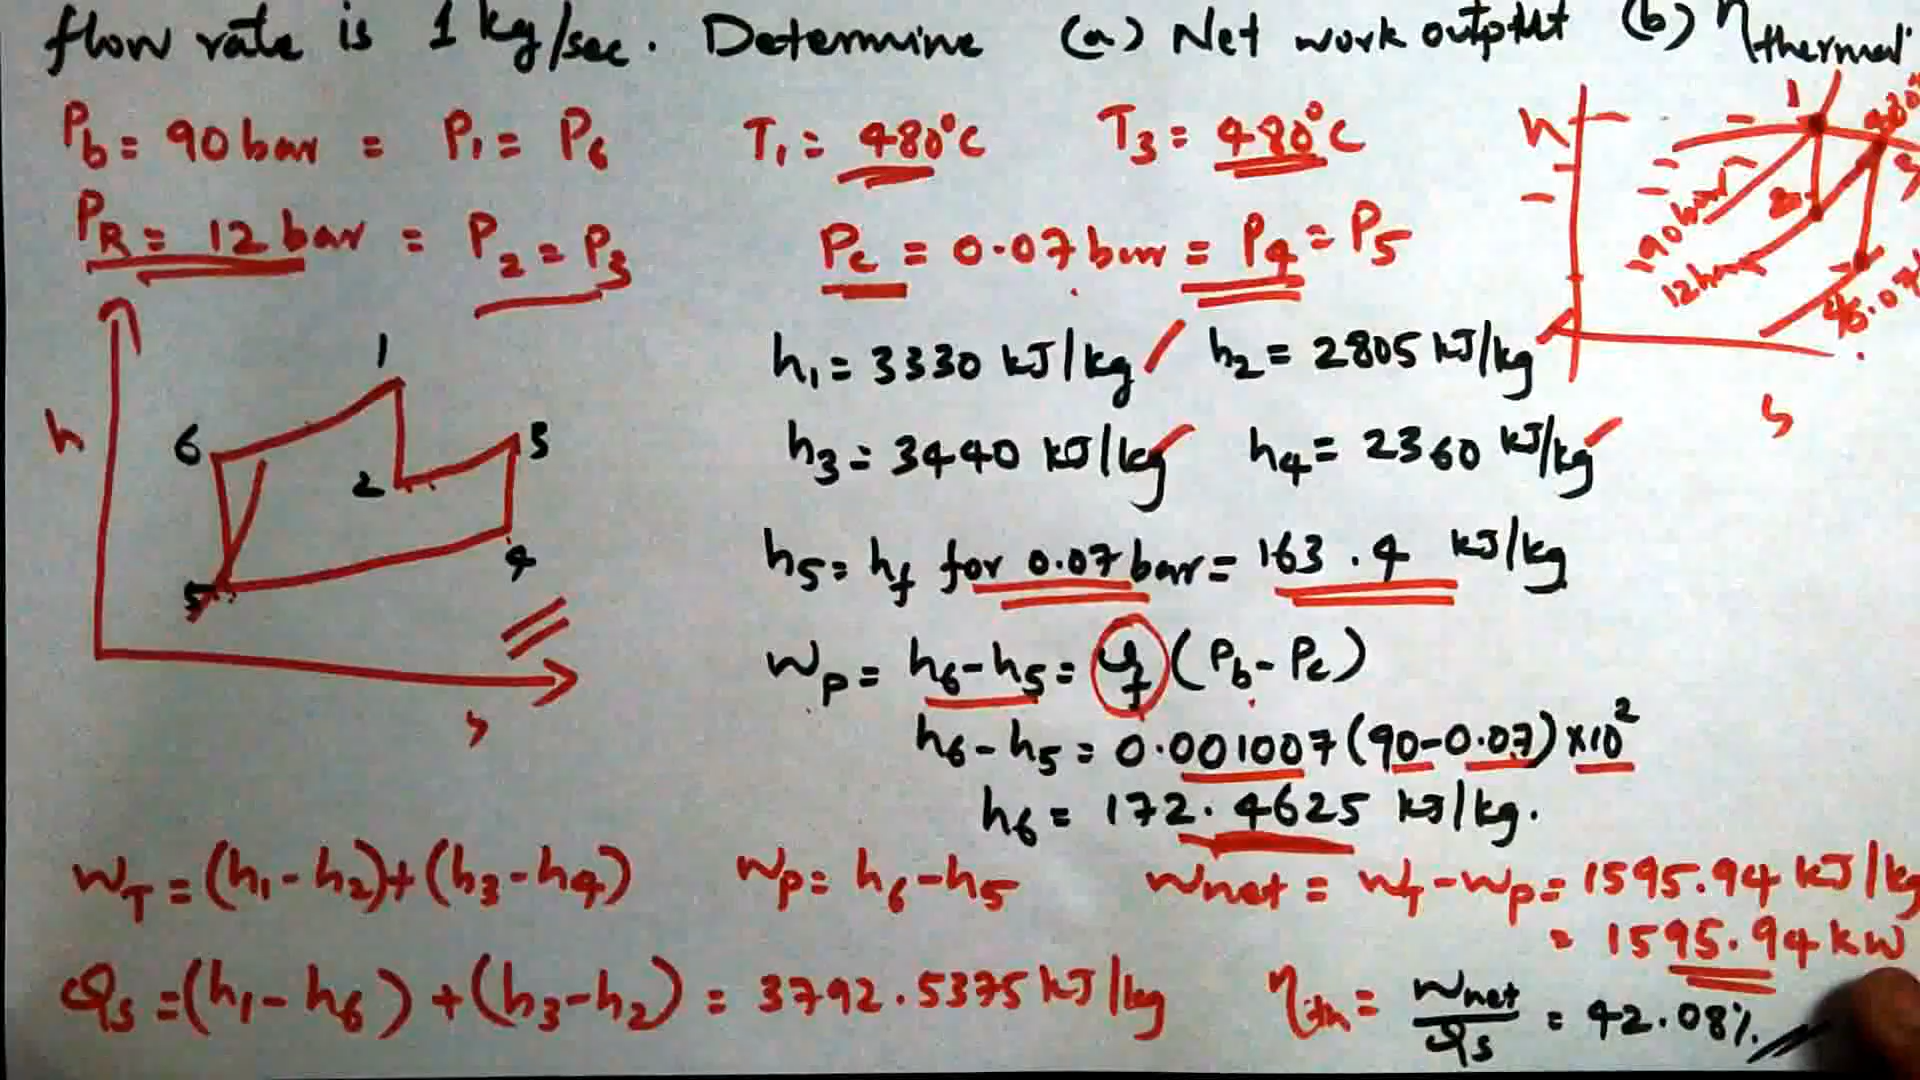 flow rate is 1 kg/sec. Determine (a) Net work output (b) η thermal
Pb = 90 bar = P1 = P6 T1 = 480°C T3 = 480°C
PR = 12 bar = P2 = P3 Pc = 0.07 bar = P4 = P5
h
1
6
2
3
5
4
s
h
1
2
3
90 bar
12 bar
4
s
h1 = 3330 kJ/kg h2 = 2805 kJ/kg
h3 = 3440 kJ/kg h4 = 2360 kJ/kg
h5 = hf for 0.07 bar = 163.4 kJ/kg
Wp = h6 - h5 = vf (Pb - Pc)
h6 - h5 = 0.001007 (90 - 0.07) × 10²
h6 = 172.4625 kJ/kg.
WT = (h1 - h2) + (h3 - h4) Wp = h6 - h5 Wnet = WT - Wp = 1595.94 kJ/kg
= 1595.94 kW
Qs = (h1 - h6) + (h3 - h2) = 3792.5375 kJ/kg ηth = Wnet/Qs = 42.08%